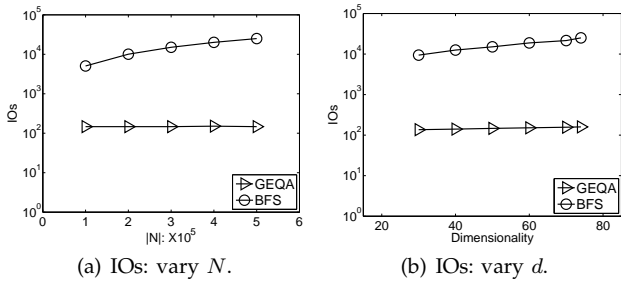 10^5
10^4
10^3
10^2
10^1
10^0
IOs
GEQA
BFS
0 1 2 3 4 5 6
|N|: X10^5
(a) IOs: vary N.
10^5
10^4
10^3
10^2
10^1
10^0
IOs
GEQA
BFS
20 40 60 80
Dimensionality
(b) IOs: vary d.